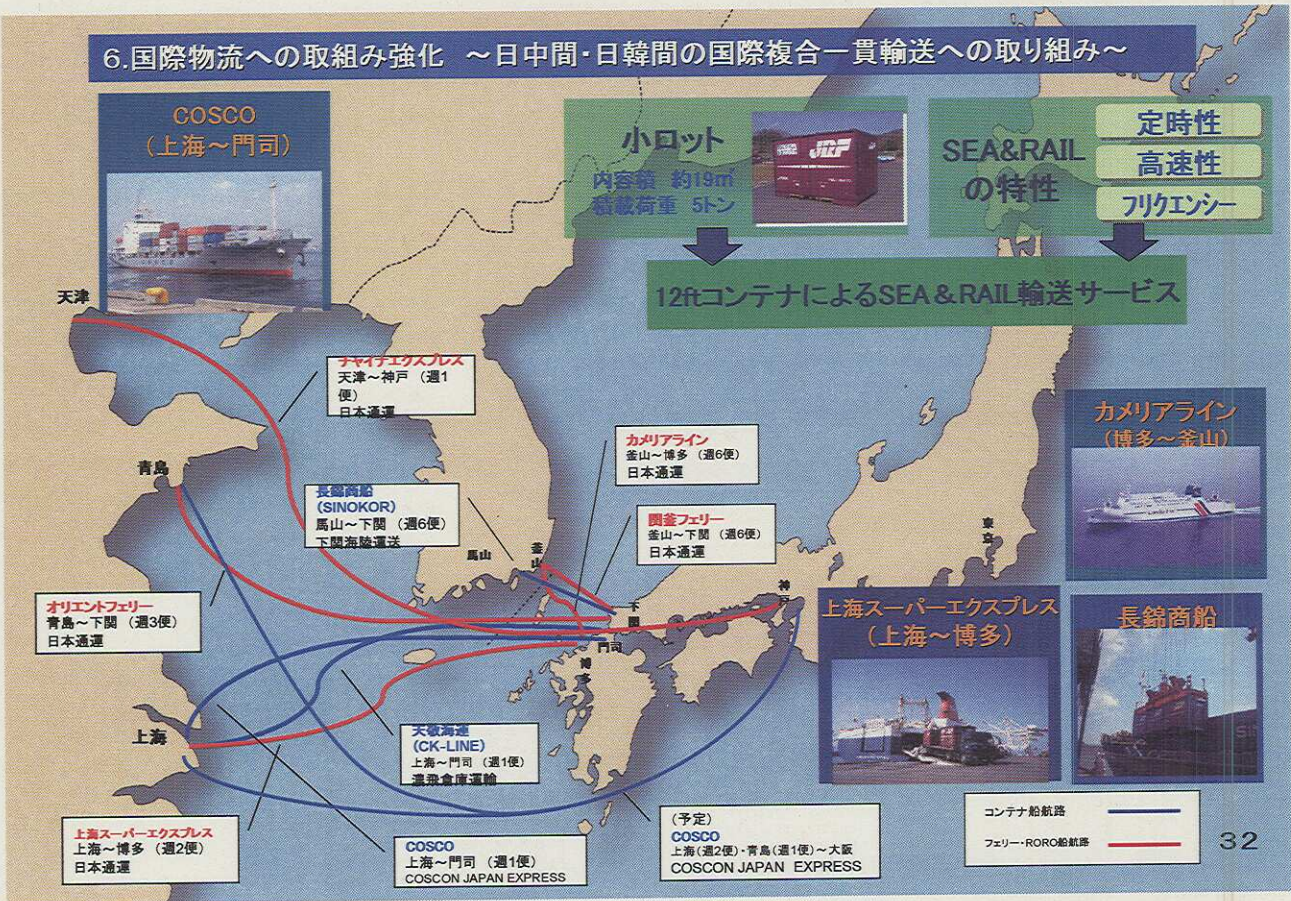 6.国際物流への取組み強化　～日中間・日韓間の国際複合一貫輸送への取り組み～
COSCO
(上海～門司)
小ロット
内容積 約19㎥
積載荷重 5トン
JRF
SEA&RAIL
の特性
定時性
高速性
フリクエンシー
12ftコンテナによるSEA＆RAIL輸送サービス
天津
チャイナエクスプレス
天津～神戸 (週1
便)
日本通運
カメリアライン
(博多～釜山)
カメリアライン
釜山～博多 (週6便)
日本通運
青島
長錦商船
(SINOKOR)
馬山～下関 (週6便)
下関海陸運送
関釜フェリー
釜山～下関 (週6便)
日本通運
馬山
釜山
東京
神戸
オリエントフェリー
青島～下関 (週3便)
日本通運
下関
門司
博多
上海スーパーエクスプレス
(上海～博多)
長錦商船
上海
天敬海運
(CK-LINE)
上海～門司 (週1便)
濃飛倉庫運輸
上海スーパーエクスプレス
上海～博多 (週2便)
日本通運
COSCO
上海～門司 (週1便)
COSCON JAPAN EXPRESS
(予定)
COSCO
上海(週2便)・青島(週1便)～大阪
COSCON JAPAN EXPRESS
コンテナ船航路
フェリー・RORO船航路
32